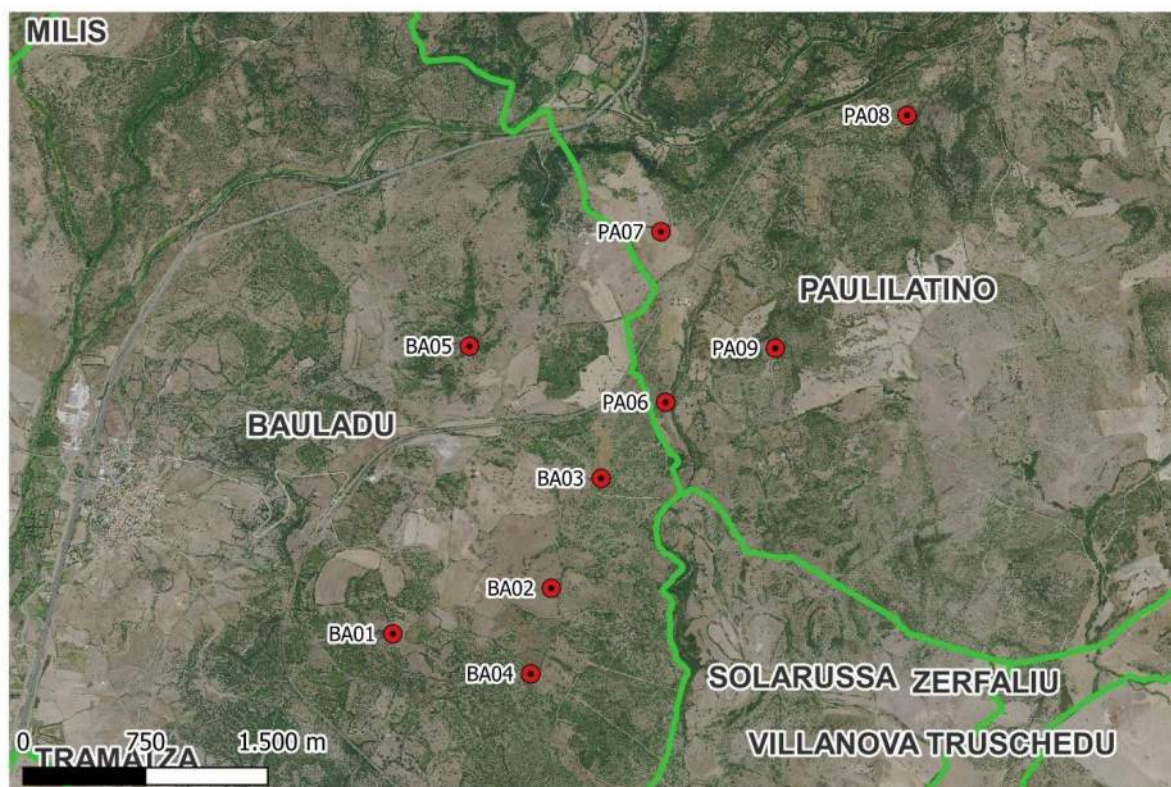 MILIS
PA08
PA07
PAULILATINO
BA05
PA09
PA06
BAULADU
BA03
BA02
BA01
BA04
SOLARUSSA
ZERFALIU
0 750 1.500 m
VILLANOVA TRUSCHEDU
TRAMATZA